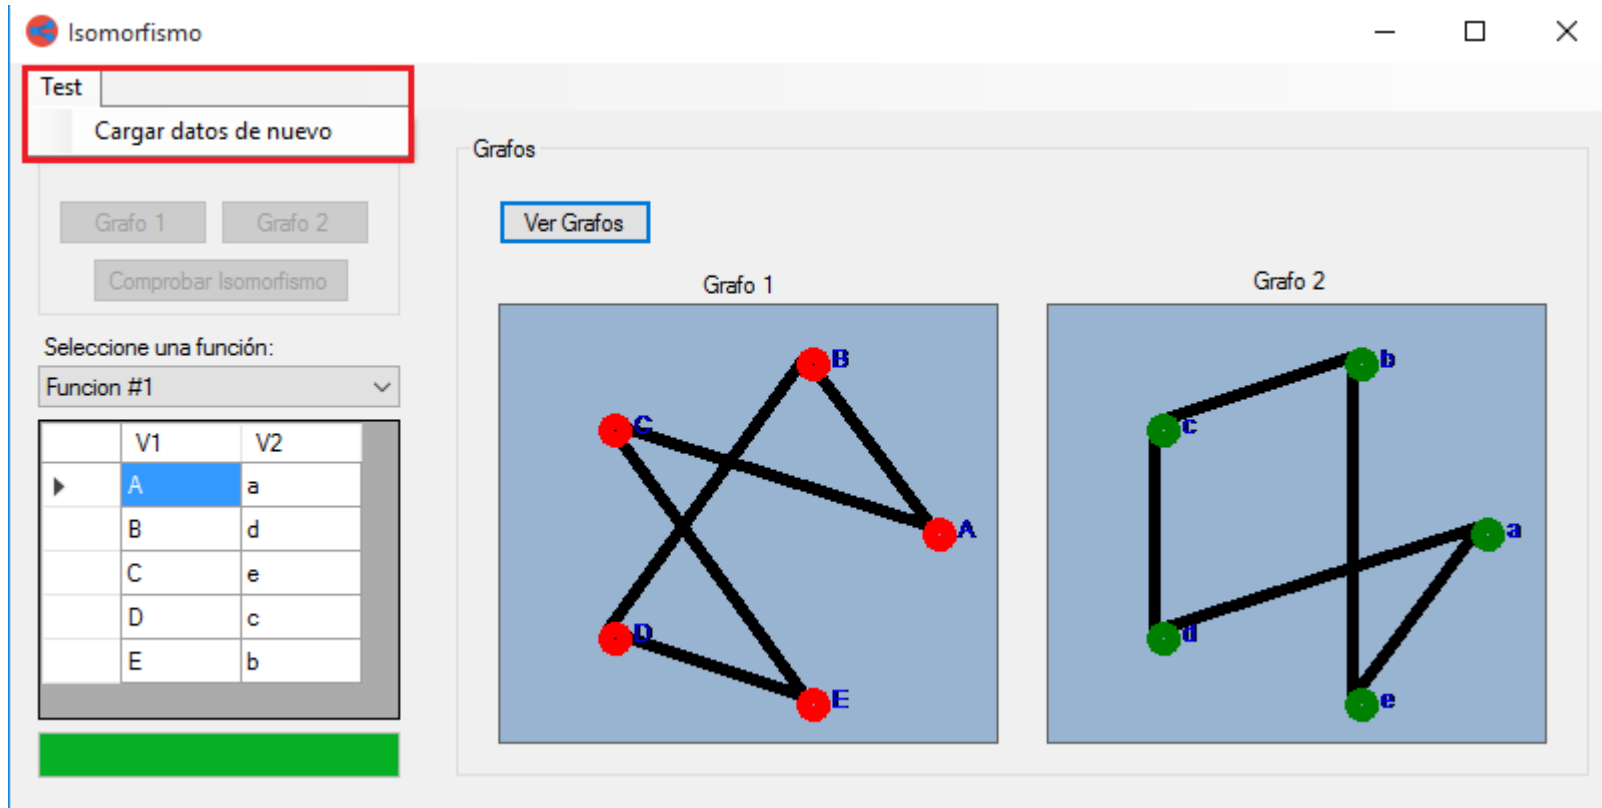 Isomorfismo
Test
Cargar datos de nuevo
Grafo 1 Grafo 2
Comprobar Isomorfismo
Seleccione una función:
Funcion #1
V1 V2
A a
B d
C e
D c
E b
Grafos
Ver Grafos
Grafo 1
B
C
A
D
E
Grafo 2
b
c
a
d
e